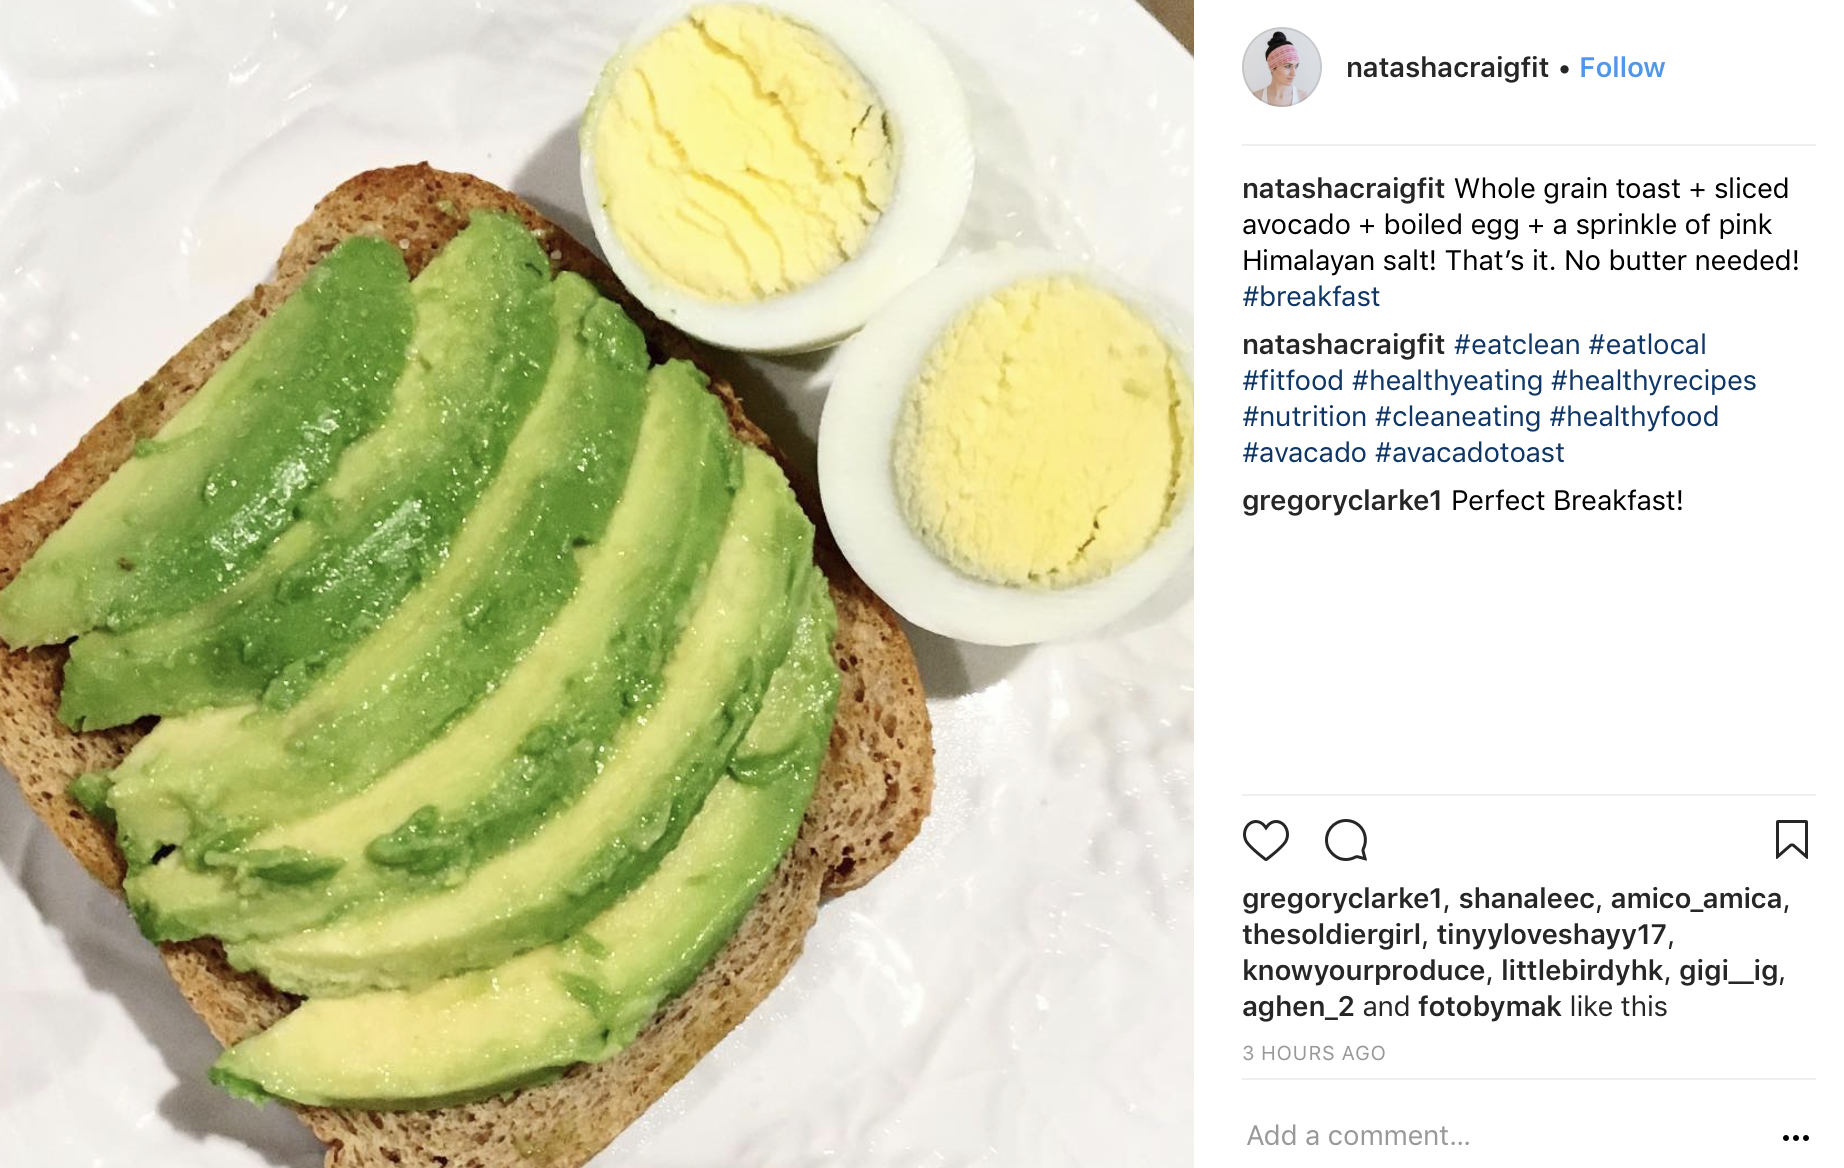 natashacraigfit • Follow
natashacraigfit Whole grain toast + sliced
avocado + boiled egg + a sprinkle of pink
Himalayan salt! That’s it. No butter needed!
#breakfast
natashacraigfit #eatclean #eatlocal
#fitfood #healthyeating #healthyrecipes
#nutrition #cleaneating #healthyfood
#avacado #avacadotoast
gregoryclarke1 Perfect Breakfast!
gregoryclarke1, shanaleec, amico_amica,
thesoldiergirl, tinyyloveshayy17,
knowyourproduce, littlebirdyhk, gigi__ig,
aghen_2 and fotobymak like this
3 HOURS AGO
Add a comment...